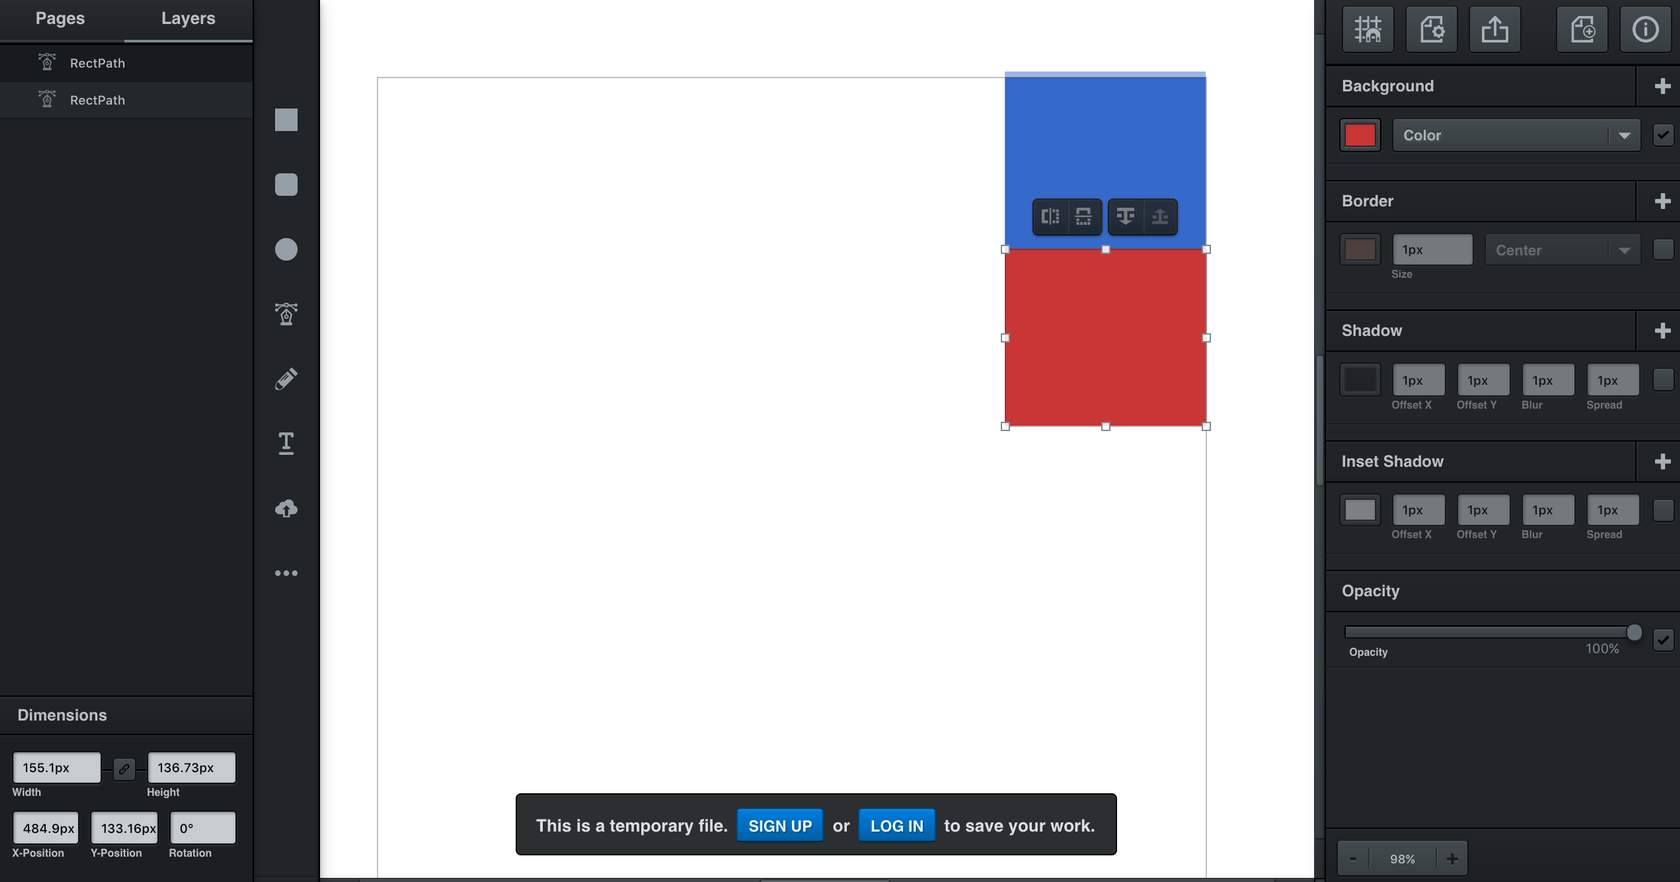 Pages Layers
RectPath
RectPath
Dimensions
155.1px 136.73px
Width Height
484.9px 133.16px 0°
X-Position Y-Position Rotation
This is a temporary file. SIGN UP or LOG IN to save your work.
Background
Color
Border
1px Center
Size
Shadow
1px 1px 1px 1px
Offset X Offset Y Blur Spread
Inset Shadow
1px 1px 1px 1px
Offset X Offset Y Blur Spread
Opacity
Opacity 100%
- 98% +